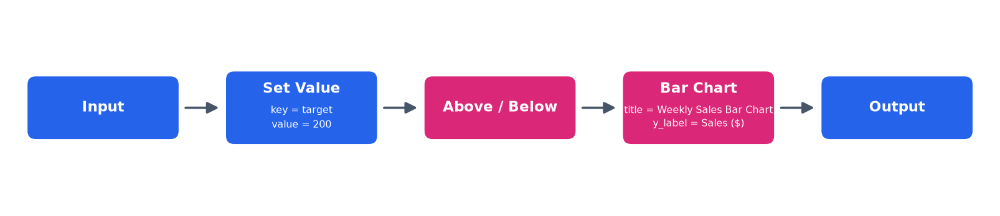 Input
Set Value
key = target
value = 200
Above / Below
Bar Chart
title = Weekly Sales Bar Chart
y_label = Sales ($)
Output